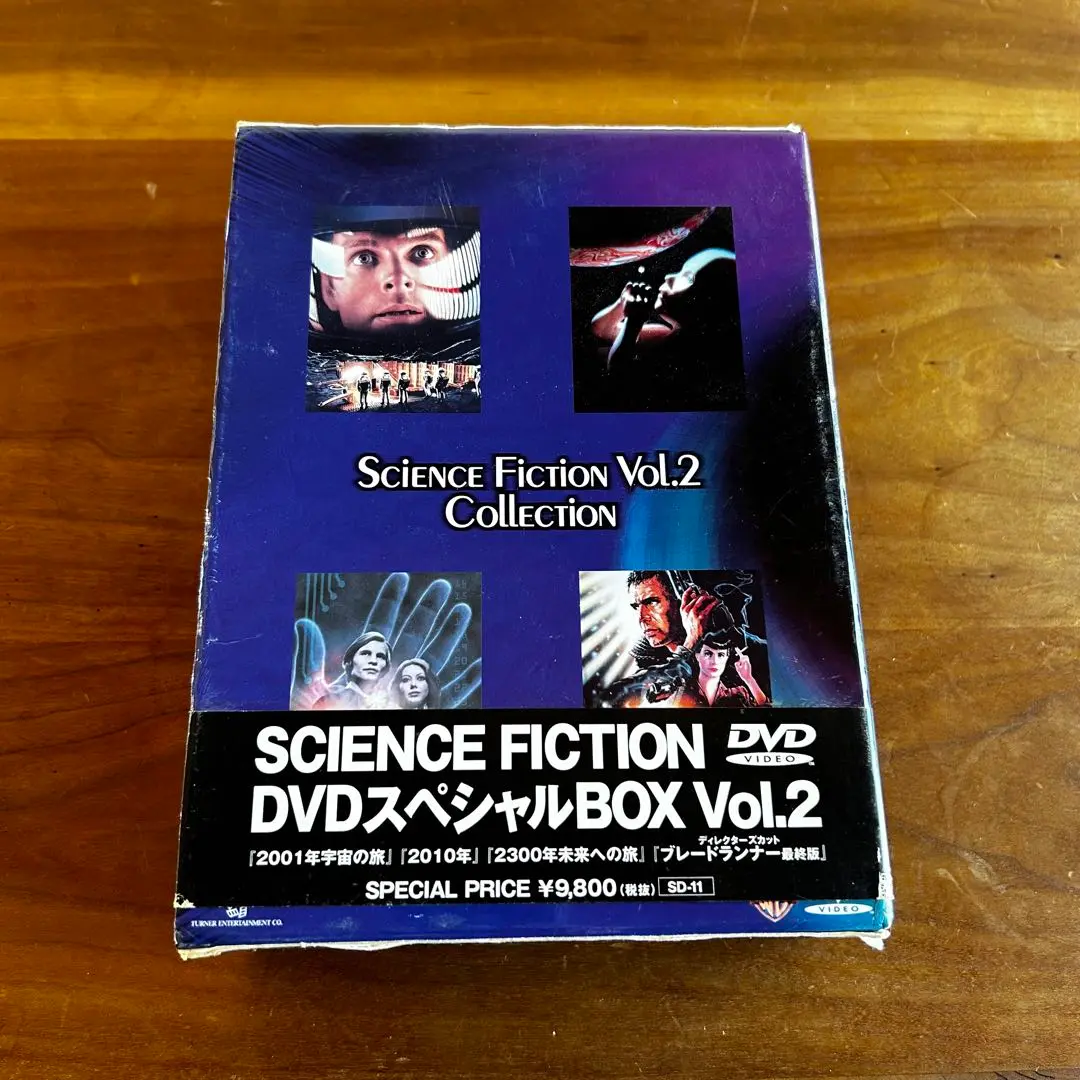 Science Fiction Vol.2
Collection
SCIENCE FICTION DVD
VIDEO
DVDスペシャルBOX Vol.2
ディレクターズカット
『2001年宇宙の旅』『2010年』『2300年未来への旅』『ブレードランナー最終版』
SPECIAL PRICE ¥9,800(税抜) SD-11
TURNER ENTERTAINMENT CO.
VIDEO